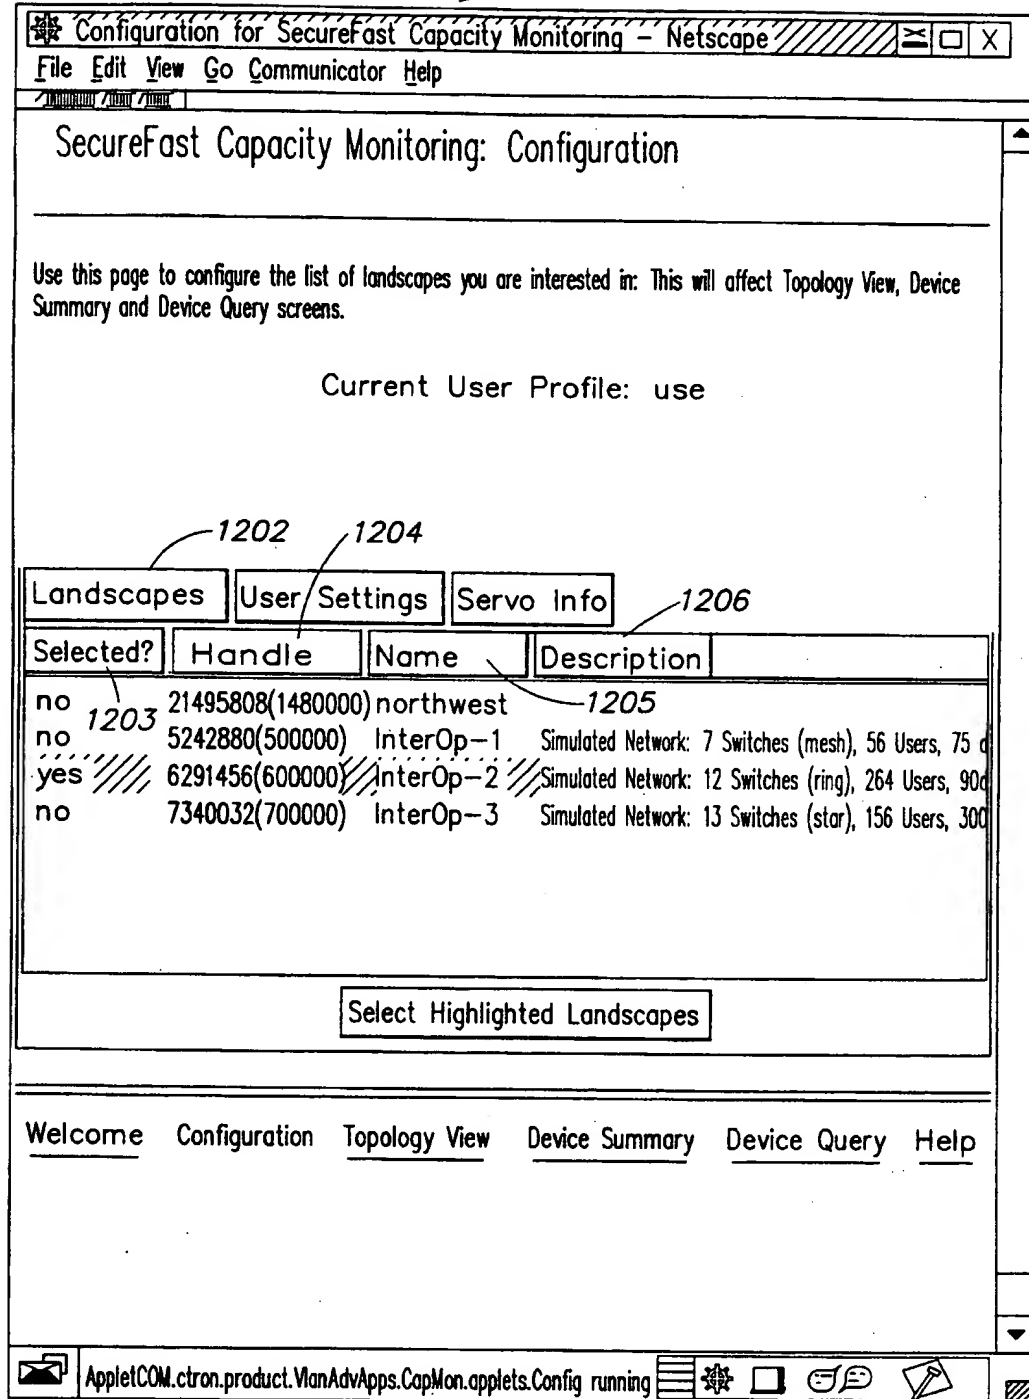 Configuration for SecureFast Capacity Monitoring – Netscape X
File Edit View Go Communicator Help
SecureFast Capacity Monitoring: Configuration
Use this page to configure the list of landscapes you are interested in: This will affect Topology View, Device
Summary and Device Query screens.
Current User Profile: use
1202 1204
Landscapes User Settings Servo Info 1206
Selected? Handle Name Description
no 21495808(1480000) northwest 1205
1203
no 5242880(500000) InterOp–1 Simulated Network: 7 Switches (mesh), 56 Users, 75 d
yes 6291456(600000) InterOp–2 Simulated Network: 12 Switches (ring), 264 Users, 90d
no 7340032(700000) InterOp–3 Simulated Network: 13 Switches (star), 156 Users, 300
Select Highlighted Landscapes
Welcome Configuration Topology View Device Summary Device Query Help
AppletCOM.ctron.product.VlanAdvApps.CapMon.applets.Config running